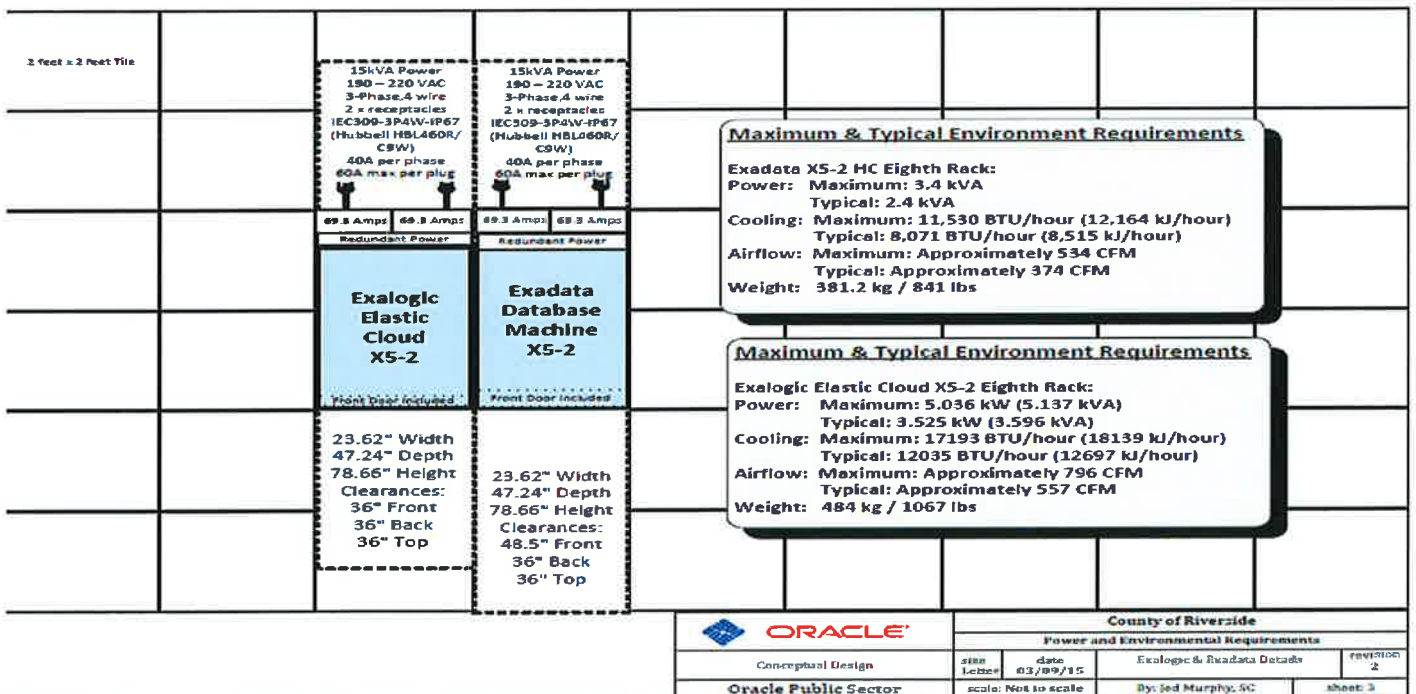 2 feet x 2 feet Tile
15kVA Power
190 – 220 VAC
3-Phase,4 wire
2 x receptacles
IEC309-3P4W-IP67
(Hubbell HBL460R/
C9W)
40A per phase
60A max per plug
69.3 Amps 69.3 Amps
Redundant Power
Exalogic
Elastic
Cloud
X5-2
Front Door Included
23.62" Width
47.24" Depth
78.66" Height
Clearances:
36" Front
36" Back
36" Top
15kVA Power
190 – 220 VAC
3-Phase,4 wire
2 x receptacles
IEC309-3P4W-IP67
(Hubbell HBL460R/
C9W)
40A per phase
60A max per plug
69.3 Amps 69.3 Amps
Redundant Power
Exadata
Database
Machine
X5-2
Front Door Included
23.62" Width
47.24" Depth
78.66" Height
Clearances:
48.5" Front
36" Back
36" Top
Maximum & Typical Environment Requirements
Exadata X5-2 HC Eighth Rack:
Power: Maximum: 3.4 kVA
Typical: 2.4 kVA
Cooling: Maximum: 11,530 BTU/hour (12,164 kJ/hour)
Typical: 8,071 BTU/hour (8,515 kJ/hour)
Airflow: Maximum: Approximately 534 CFM
Typical: Approximately 374 CFM
Weight: 381.2 kg / 841 lbs
Maximum & Typical Environment Requirements
Exalogic Elastic Cloud X5-2 Eighth Rack:
Power: Maximum: 5.036 kW (5.137 kVA)
Typical: 3.525 kW (3.596 kVA)
Cooling: Maximum: 17193 BTU/hour (18139 kJ/hour)
Typical: 12035 BTU/hour (12697 kJ/hour)
Airflow: Maximum: Approximately 796 CFM
Typical: Approximately 557 CFM
Weight: 484 kg / 1067 lbs
ORACLE'
Conceptual Design
Oracle Public Sector
County of Riverside
Power and Environmental Requirements
size
Letter
date
03/09/15
Exalogic & Exadata Details
revision
2
scale: Not to scale
By: Jed Murphy, SC
sheet: 3